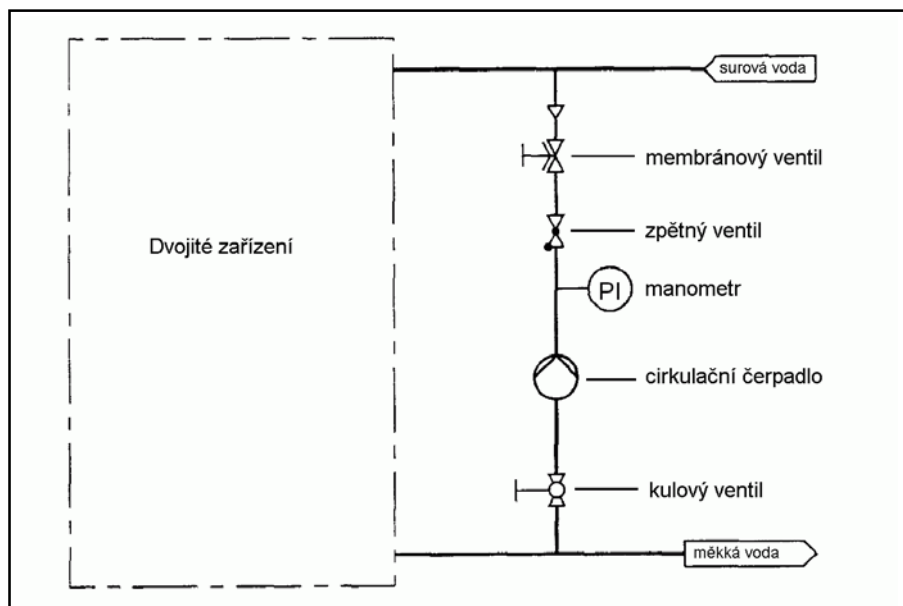 surová voda
membránový ventil
Dvojité zařízení
zpětný ventil
PI
manometr
cirkulační čerpadlo
kulový ventil
měkká voda